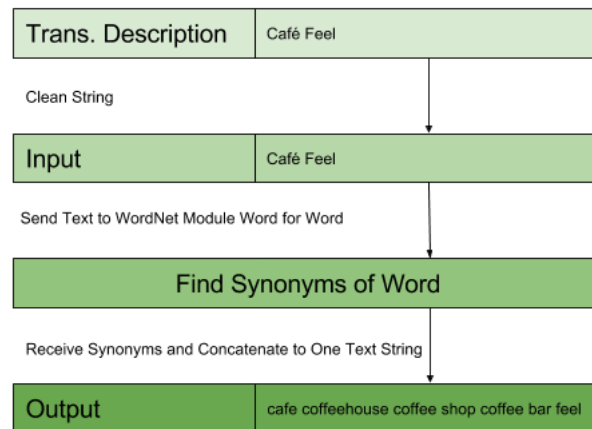 Trans. Description Café Feel
Clean String
Input Café Feel
Send Text to WordNet Module Word for Word
Find Synonyms of Word
Receive Synonyms and Concatenate to One Text String
Output cafe coffeehouse coffee shop coffee bar feel